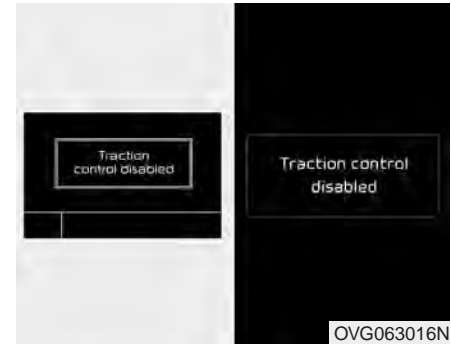 Traction
control disabled
Traction control
disabled
OVG063016N